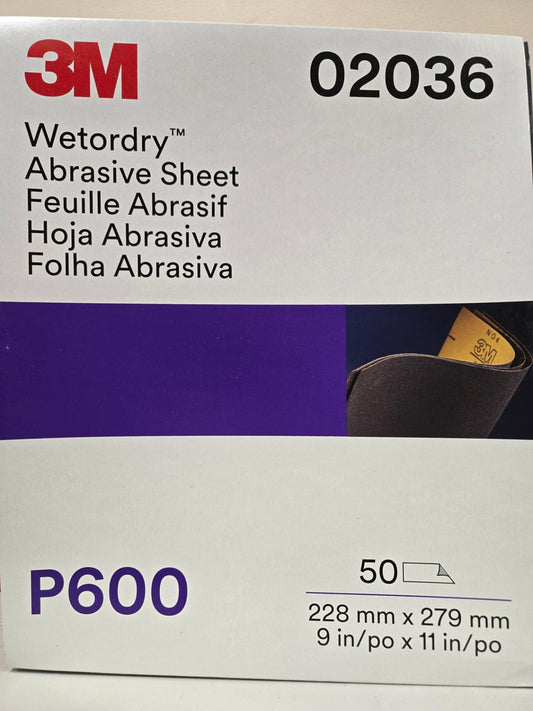 3M
02036
Wetordry™
Abrasive Sheet
Feuille Abrasif
Hoja Abrasiva
Folha Abrasiva
3M
P600
50
228 mm x 279 mm
9 in/po x 11 in/po